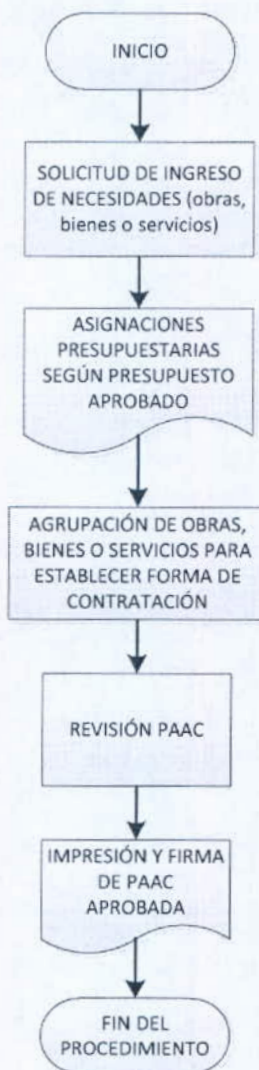 INICIO
SOLICITUD DE INGRESO
DE NECESIDADES (obras,
bienes o servicios)
ASIGNACIONES
PRESUPUESTARIAS
SEGÚN PRESUPUESTO
APROBADO
AGRUPACIÓN DE OBRAS,
BIENES O SERVICIOS PARA
ESTABLECER FORMA DE
CONTRATACIÓN
REVISIÓN PAAC
IMPRESIÓN Y FIRMA
DE PAAC
APROBADA
FIN DEL
PROCEDIMIENTO